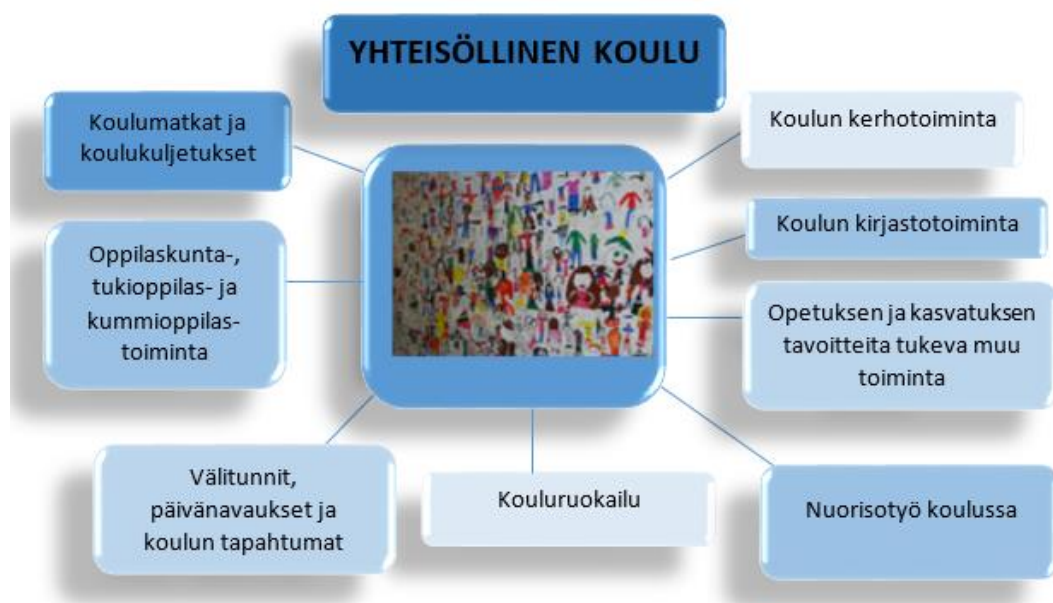 YHTEISÖLLINEN KOULU
Koulumatkat ja
koulukuljetukset
Koulun kerhotoiminta
Koulun kirjastotoiminta
Oppilaskunta-,
tukioppilas- ja
kummioppilas-
toiminta
Opetuksen ja kasvatuksen
tavoitteita tukeva muu
toiminta
Välitunnit,
päivänavaukset ja
koulun tapahtumat
Kouluruokailu
Nuorisotyö koulussa